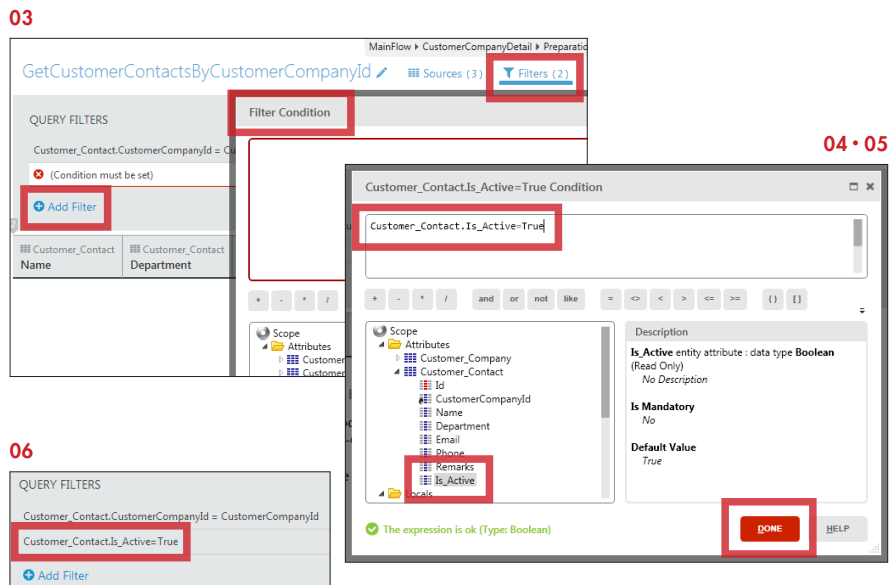 03
MainFlow CustomerCompanyDetail Preparatio
GetCustomerContactsByCustomerCompanyId Sources (3) Filters (2)
QUERY FILTERS
Customer_Contact.CustomerCompanyId = Cu
(Condition must be set)
Add Filter
Customer_Contact Customer_Contact
Name Department
Filter Condition
+ - * /
Scope
Attributes
Customer
Customer
04・05
Customer_Contact.Is_Active=True Condition
Customer_Contact.Is_Active=True
+ - * / and or not like = <> < > <= >= () []
Scope
Attributes
Customer_Company
Customer_Contact
Id
CustomerCompanyId
Name
Department
Email
Phone
Remarks
Is_Active
Locals
Description
Is_Active entity attribute : data type Boolean
(Read Only)
No Description
Is Mandatory
No
Default Value
True
The expression is ok (Type: Boolean)
DONE HELP
06
QUERY FILTERS
Customer_Contact.CustomerCompanyId = CustomerCompanyId
Customer_Contact.Is_Active=True
Add Filter